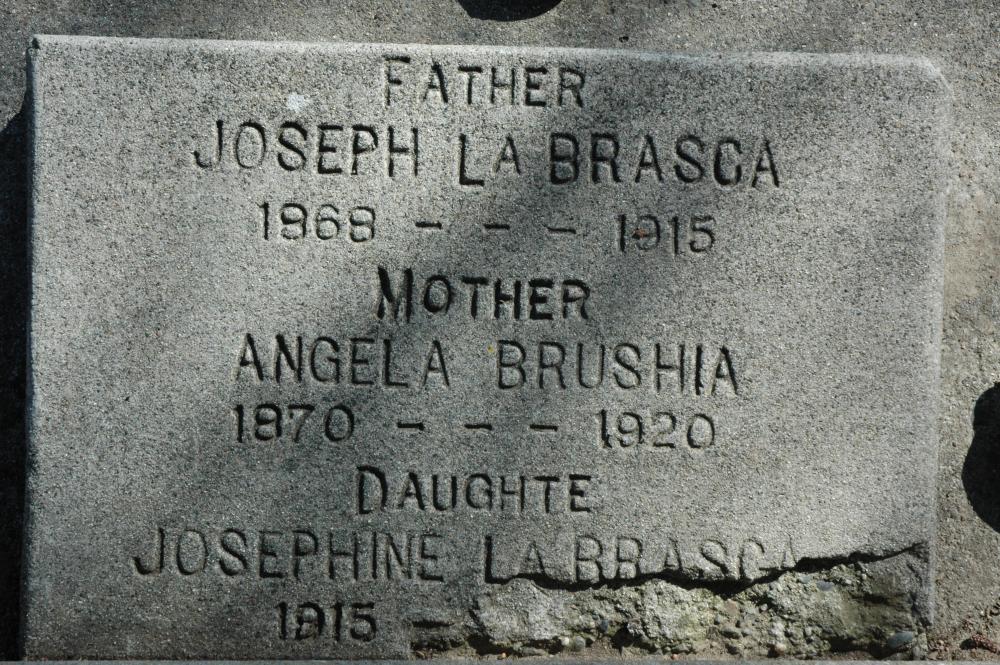 FATHER
JOSEPH LA BRASCA
1868 - - - 1915
MOTHER
ANGELA BRUSHIA
1870 - - - 1920
DAUGHTE
JOSEPHINE LA BRASCA
1915 -